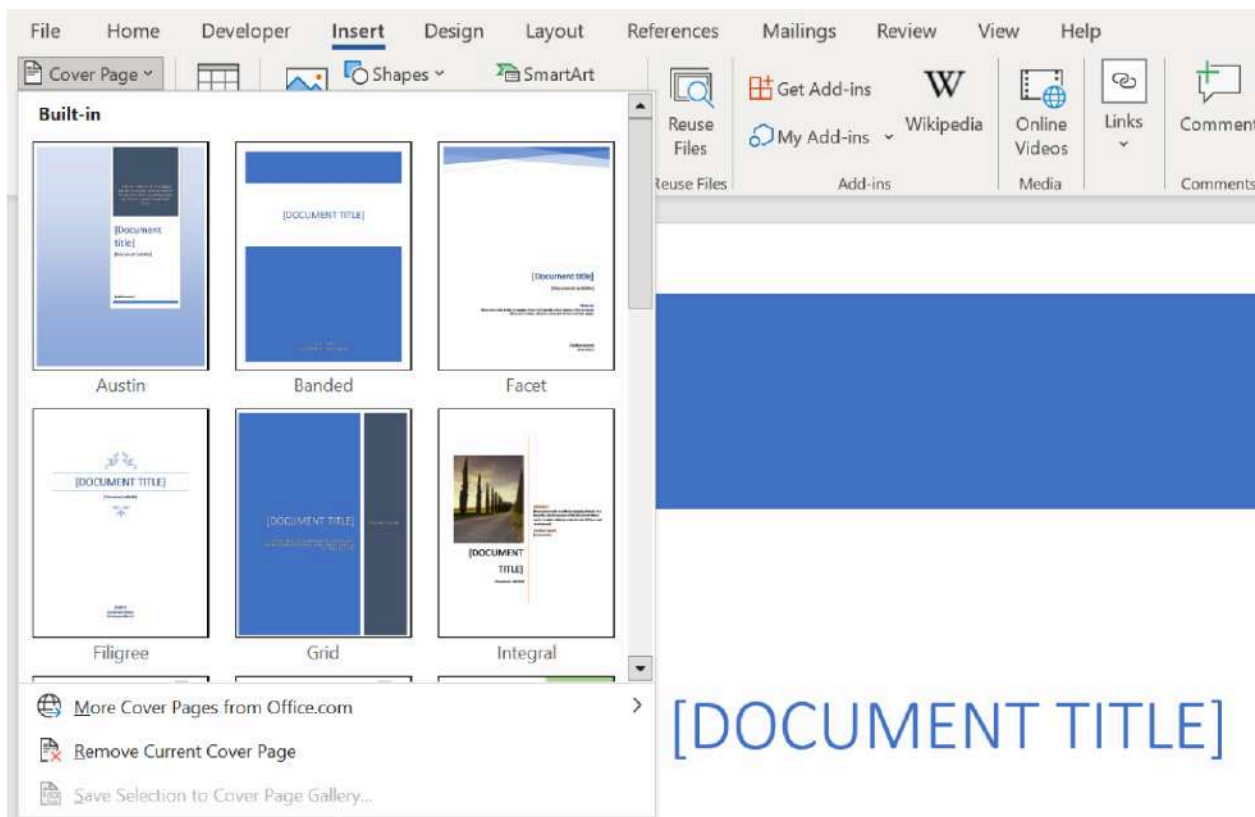 File Home Developer Insert Design Layout References Mailings Review View Help
Cover Page Shapes SmartArt
Reuse Files
Get Add-ins
My Add-ins
Wikipedia
Online Videos
Links
Comment
Reuse Files Add-ins Media Comments
Built-in
[Document
title]
[DOCUMENT TITLE]
[Document title]
Austin Banded Facet
[DOCUMENT TITLE]
[DOCUMENT TITLE]
[DOCUMENT
TITLE]
Filigree Grid Integral
More Cover Pages from Office.com
Remove Current Cover Page
Save Selection to Cover Page Gallery...
[DOCUMENT TITLE]